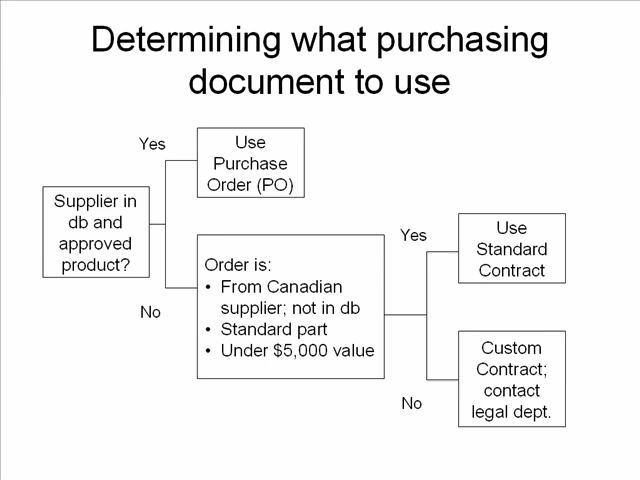 Determining what purchasing
document to use
Yes
Use
Purchase
Order (PO)
Supplier in
db and
approved
product?
No
Order is:
• From Canadian
supplier; not in db
• Standard part
• Under $5,000 value
Yes
Use
Standard
Contract
No
Custom
Contract;
contact
legal dept.